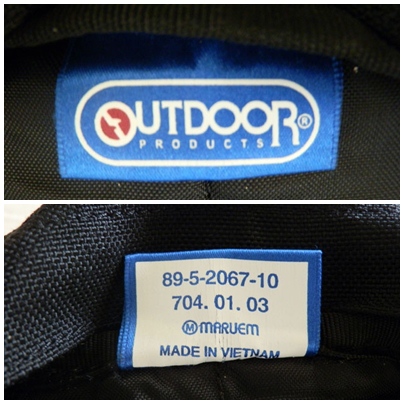 OUTDOOR®
PRODUCTS
89-5-2067-10
704. 01. 03
M MARUEM
MADE IN VIETNAM